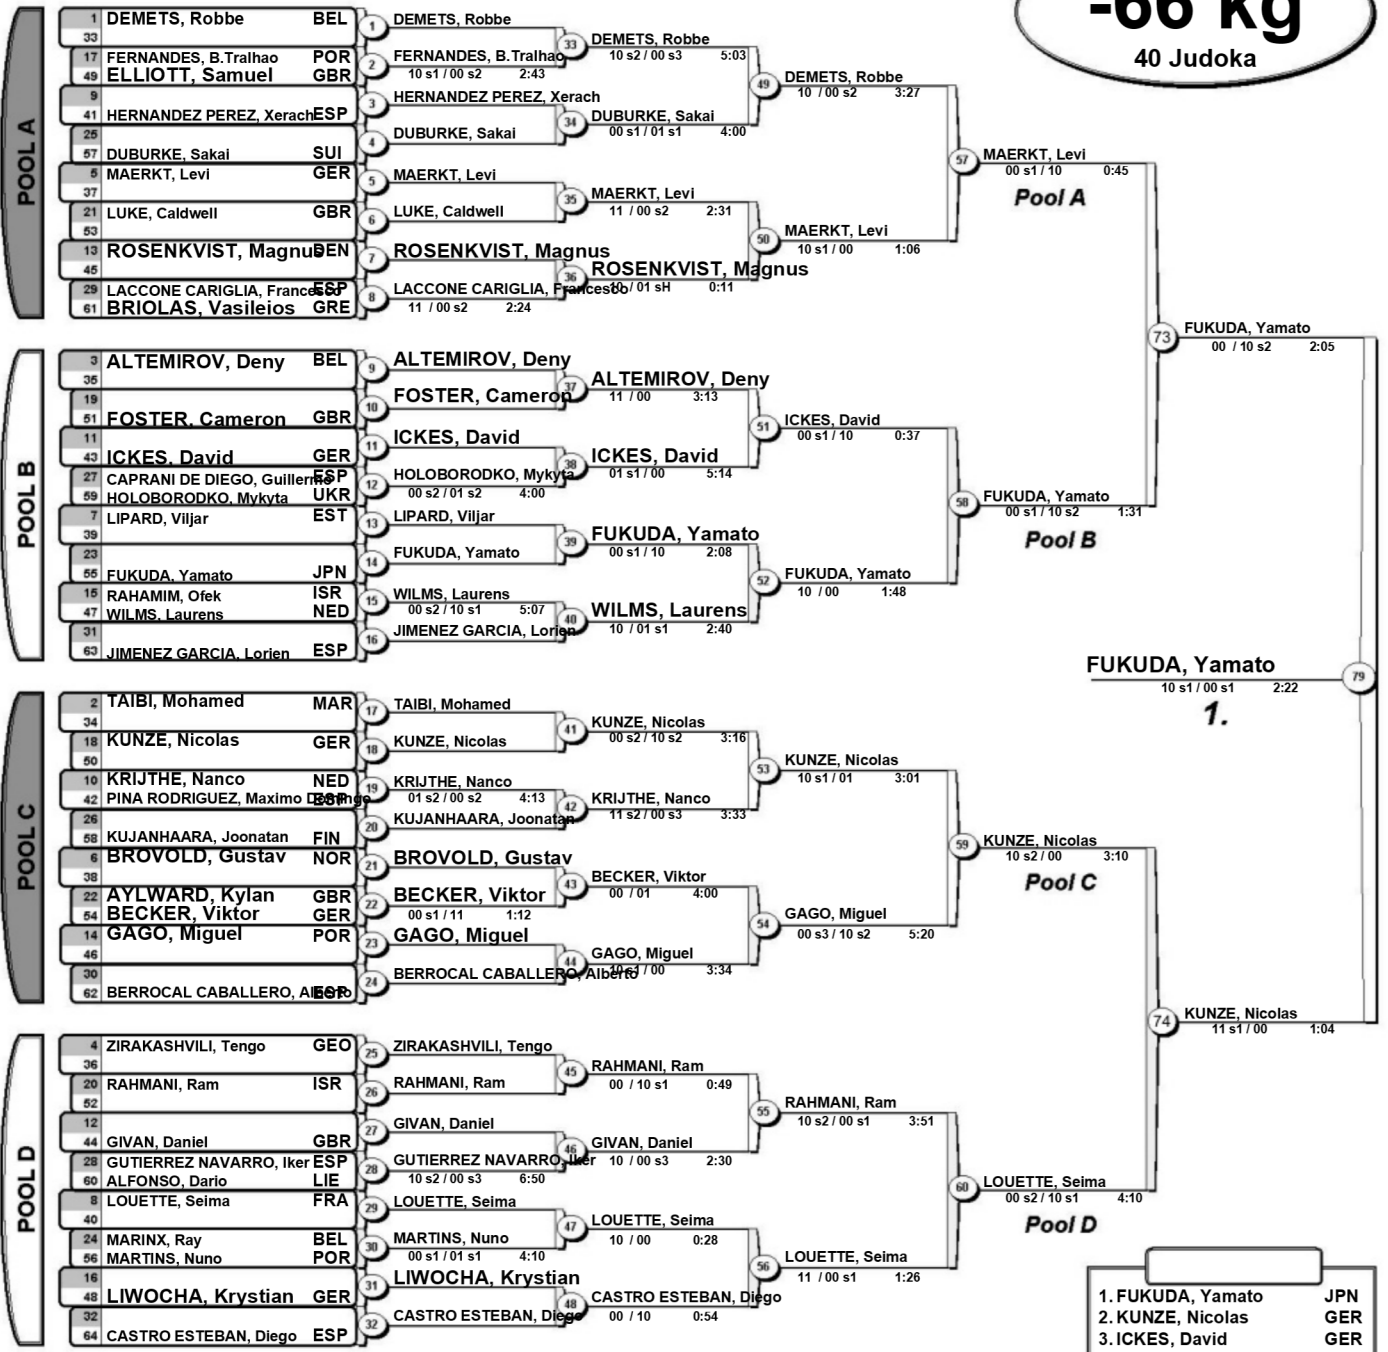 -66 kg
40 Judoka
POOL A
1 DEMETS, Robbe BEL
33
17 FERNANDES, B.Tralhao POR
49 ELLIOTT, Samuel GBR
9
41 HERNANDEZ PEREZ, Xerach ESP
25
57 DUBURKE, Sakai SUI
5 MAERKT, Levi GER
37
21 LUKE, Caldwell GBR
53
13 ROSENKVIST, Magnus DEN
45
29 LACCONE CARIGLIA, Francesco ESP
61 BRIOLAS, Vasileios GRE
1 DEMETS, Robbe
2 FERNANDES, B.Tralhao
10 s1 / 00 s2 2:43
3 HERNANDEZ PEREZ, Xerach
4 DUBURKE, Sakai
5 MAERKT, Levi
6 LUKE, Caldwell
7 ROSENKVIST, Magnus
8 LACCONE CARIGLIA, Francesco
11 / 00 s2 2:24
33 DEMETS, Robbe
10 s2 / 00 s3 5:03
34 DUBURKE, Sakai
00 s1 / 01 s1 4:00
35 MAERKT, Levi
11 / 00 s2 2:31
36 ROSENKVIST, Magnus
10 / 01 sH 0:11
49 DEMETS, Robbe
10 / 00 s2 3:27
50 MAERKT, Levi
10 s1 / 00 1:06
57 MAERKT, Levi
00 s1 / 10 0:45
Pool A
POOL B
3 ALTEMIROV, Deny BEL
35
19
51 FOSTER, Cameron GBR
11
43 ICKES, David GER
27 CAPRANI DE DIEGO, Guillermo ESP
59 HOLOBORODKO, Mykyta UKR
7 LIPARD, Viljar EST
39
23
55 FUKUDA, Yamato JPN
15 RAHAMIM, Ofek ISR
47 WILMS, Laurens NED
31
63 JIMENEZ GARCIA, Lorien ESP
9 ALTEMIROV, Deny
10 FOSTER, Cameron
11 ICKES, David
12 HOLOBORODKO, Mykyta
00 s2 / 01 s2 4:00
13 LIPARD, Viljar
14 FUKUDA, Yamato
15 WILMS, Laurens
00 s2 / 10 s1 5:07
16 JIMENEZ GARCIA, Lorien
37 ALTEMIROV, Deny
11 / 00 3:13
38 ICKES, David
01 s1 / 00 5:14
39 FUKUDA, Yamato
00 s1 / 10 2:08
40 WILMS, Laurens
10 / 01 s1 2:40
51 ICKES, David
00 s1 / 10 0:37
52 FUKUDA, Yamato
10 / 00 1:48
58 FUKUDA, Yamato
00 s1 / 10 s2 1:31
Pool B
73 FUKUDA, Yamato
00 / 10 s2 2:05
FUKUDA, Yamato 79
10 s1 / 00 s1 2:22
1.
POOL C
2 TAIBI, Mohamed MAR
34
18 KUNZE, Nicolas GER
50
10 KRIJTHE, Nanco NED
42 PINA RODRIGUEZ, Maximo Domingo ESP
26
58 KUJANHAARA, Joonatan FIN
6 BROVOLD, Gustav NOR
38
22 AYLWARD, Kylan GBR
54 BECKER, Viktor GER
14 GAGO, Miguel POR
46
30
62 BERROCAL CABALLERO, Alberto ESP
17 TAIBI, Mohamed
18 KUNZE, Nicolas
19 KRIJTHE, Nanco
01 s2 / 00 s2 4:13
20 KUJANHAARA, Joonatan
21 BROVOLD, Gustav
22 BECKER, Viktor
00 s1 / 11 1:12
23 GAGO, Miguel
24 BERROCAL CABALLERO, Alberto
41 KUNZE, Nicolas
00 s2 / 10 s2 3:16
42 KRIJTHE, Nanco
11 s2 / 00 s3 3:33
43 BECKER, Viktor
00 / 01 4:00
44 GAGO, Miguel
10 s1 / 00 3:34
53 KUNZE, Nicolas
10 s1 / 01 3:01
54 GAGO, Miguel
00 s3 / 10 s2 5:20
59 KUNZE, Nicolas
10 s2 / 00 3:10
Pool C
74 KUNZE, Nicolas
11 s1 / 00 1:04
POOL D
4 ZIRAKASHVILI, Tengo GEO
36
20 RAHMANI, Ram ISR
52
12
44 GIVAN, Daniel GBR
28 GUTIERREZ NAVARRO, Iker ESP
60 ALFONSO, Dario LIE
8 LOUETTE, Seima FRA
40
24 MARINX, Ray BEL
56 MARTINS, Nuno POR
16
48 LIWOCHA, Krystian GER
32
64 CASTRO ESTEBAN, Diego ESP
25 ZIRAKASHVILI, Tengo
26 RAHMANI, Ram
27 GIVAN, Daniel
28 GUTIERREZ NAVARRO, Iker
10 s2 / 00 s3 6:50
29 LOUETTE, Seima
30 MARTINS, Nuno
00 s1 / 01 s1 4:10
31 LIWOCHA, Krystian
32 CASTRO ESTEBAN, Diego
45 RAHMANI, Ram
00 / 10 s1 0:49
46 GIVAN, Daniel
10 / 00 s3 2:30
47 LOUETTE, Seima
10 / 00 0:28
48 CASTRO ESTEBAN, Diego
00 / 10 0:54
55 RAHMANI, Ram
10 s2 / 00 s1 3:51
56 LOUETTE, Seima
11 / 00 s1 1:26
60 LOUETTE, Seima
00 s2 / 10 s1 4:10
Pool D
1. FUKUDA, Yamato JPN
2. KUNZE, Nicolas GER
3. ICKES, David GER